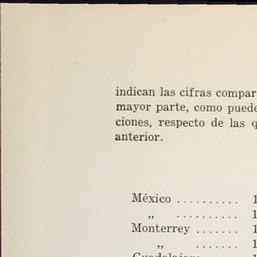 indican las cifras compar
mayor parte, como puede
ciones, respecto de las q
anterior.
México .......... 1
„ .......... 1
Monterrey ....... 1
„ ....... 1
Guadalajara